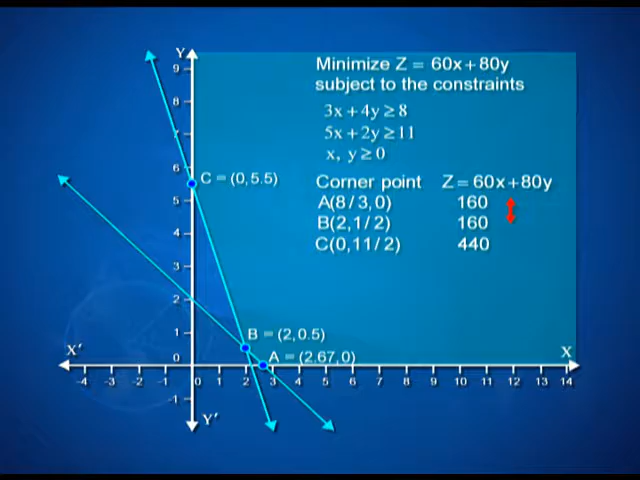 Minimize Z = 60x + 80y
subject to the constraints
3x + 4y ≥ 8
5x + 2y ≥ 11
x, y ≥ 0
Corner point Z = 60x + 80y
A(8/3,0) 160
B(2,1/2) 160
C(0,11/2) 440
Y
9
8
7
6
C = (0,5.5)
5
4
3
2
1
B = (2,0.5)
0
A = (2.67,0)
X′
X
-4 -3 -2 -1 0 1 2 3 4 5 6 7 8 9 10 11 12 13 14
-1
Y′